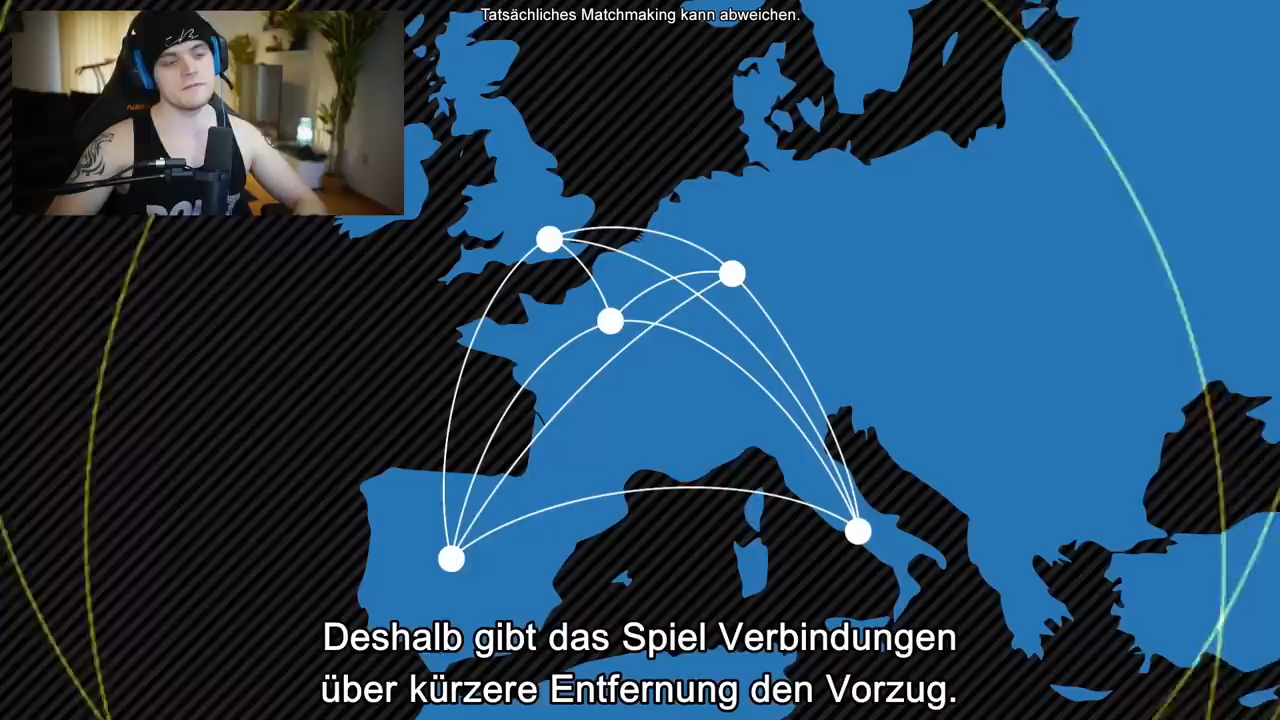 Tatsächliches Matchmaking kann abweichen.
Deshalb gibt das Spiel Verbindungen
über kürzere Entfernung den Vorzug.